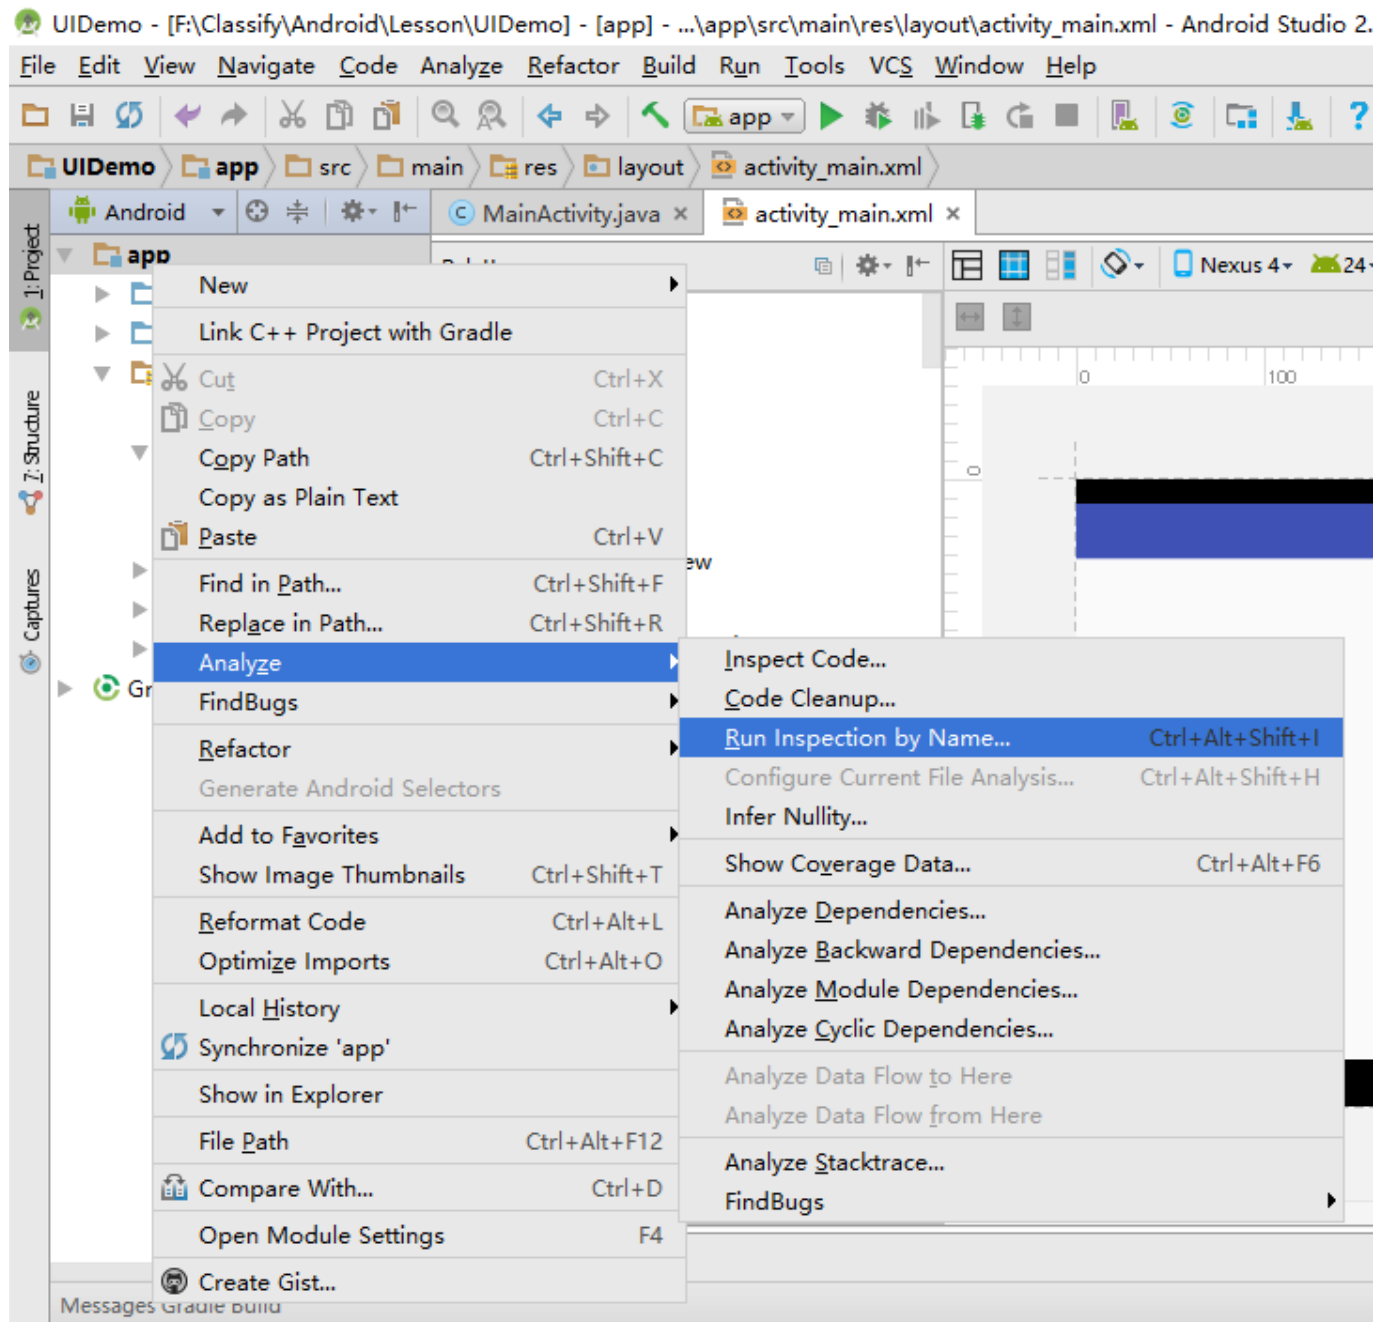 UIDemo - [F:\Classify\Android\Lesson\UIDemo] - [app] - ...\app\src\main\res\layout\activity_main.xml - Android Studio 2.
File Edit View Navigate Code Analyze Refactor Build Run Tools VCS Window Help
app
?
UIDemo app src main res layout activity_main.xml
Android MainActivity.java × activity_main.xml ×
1: Project
7: Structure
Captures
app
Nexus 4 24
0 100
0
New
Link C++ Project with Gradle
Cut Ctrl+X
Copy Ctrl+C
Copy Path Ctrl+Shift+C
Copy as Plain Text
Paste Ctrl+V
ew
Find in Path... Ctrl+Shift+F
Replace in Path... Ctrl+Shift+R
Analyze
Gr
FindBugs
Refactor
Generate Android Selectors
Add to Favorites
Show Image Thumbnails Ctrl+Shift+T
Reformat Code Ctrl+Alt+L
Optimize Imports Ctrl+Alt+O
Local History
Synchronize 'app'
Show in Explorer
File Path Ctrl+Alt+F12
Compare With... Ctrl+D
Open Module Settings F4
Create Gist...
Inspect Code...
Code Cleanup...
Run Inspection by Name... Ctrl+Alt+Shift+I
Configure Current File Analysis... Ctrl+Alt+Shift+H
Infer Nullity...
Show Coverage Data... Ctrl+Alt+F6
Analyze Dependencies...
Analyze Backward Dependencies...
Analyze Module Dependencies...
Analyze Cyclic Dependencies...
Analyze Data Flow to Here
Analyze Data Flow from Here
Analyze Stacktrace...
FindBugs
Messages Gradle Build